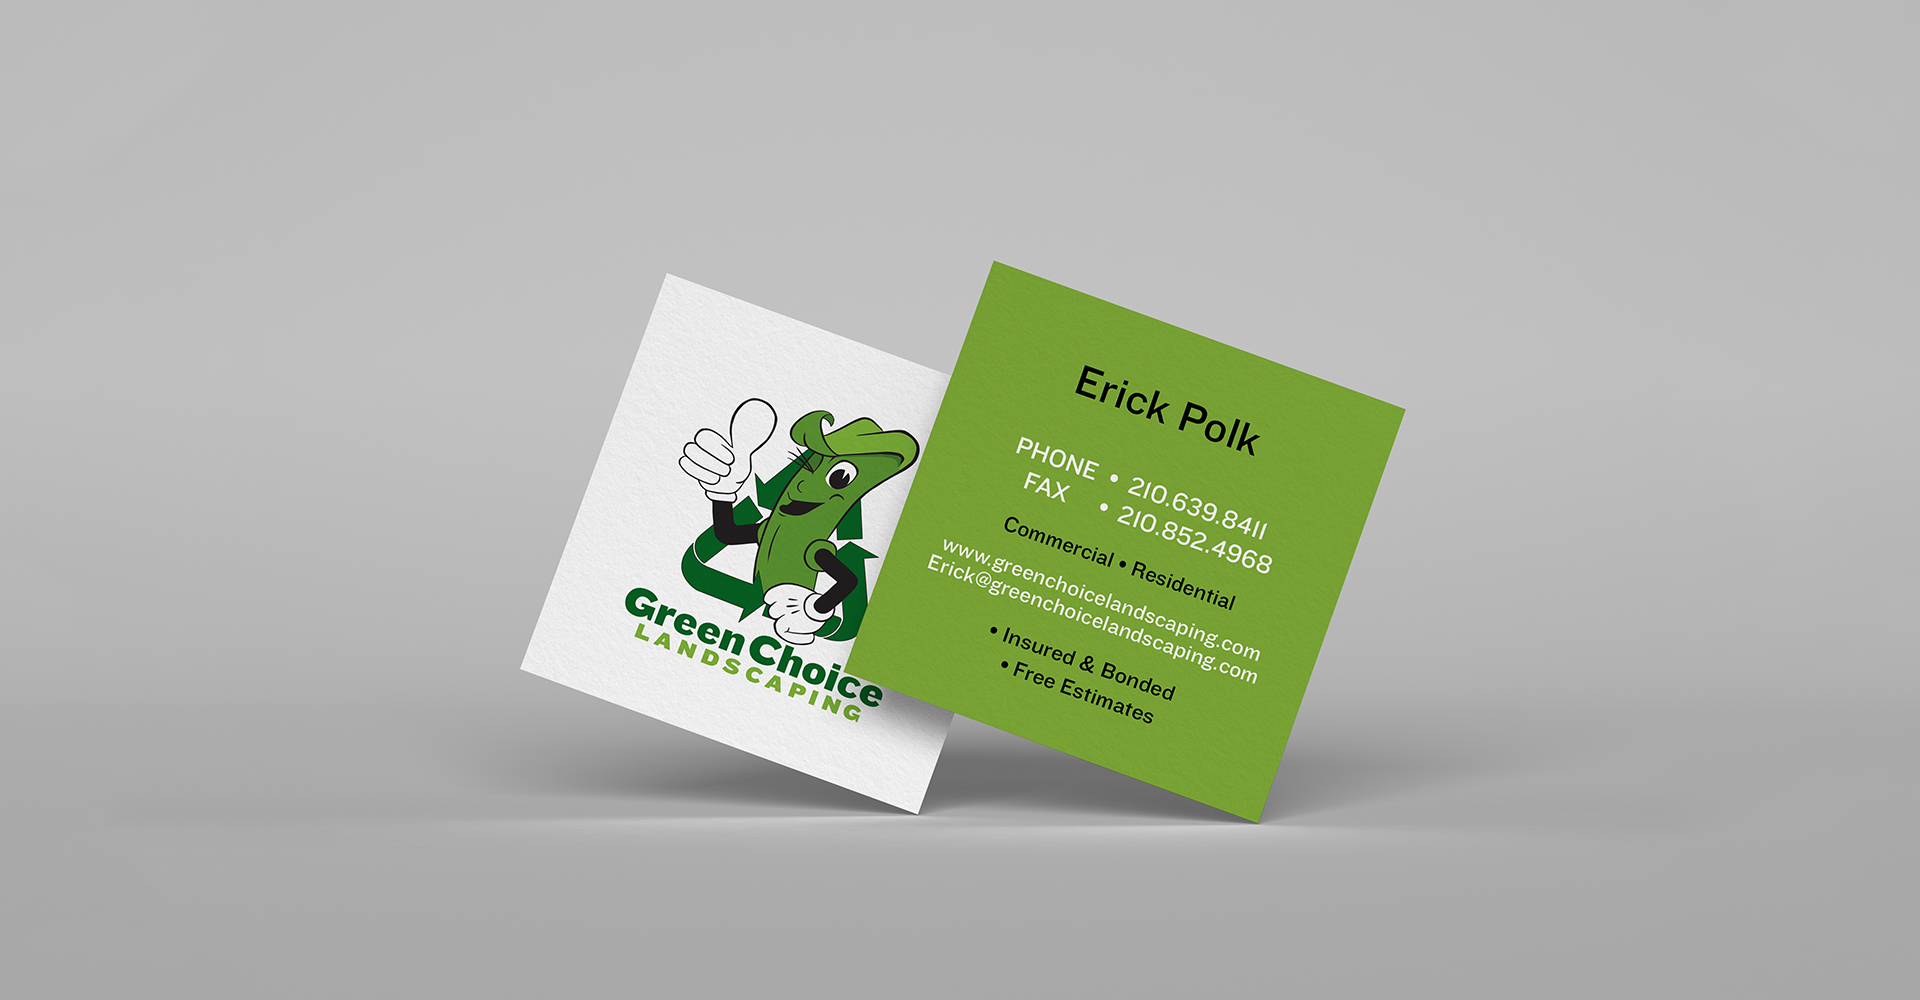 Green Choice
LANDSCAPING
Erick Polk
PHONE • 210.639.8411
FAX • 210.852.4968
Commercial • Residential
www.greenchoicelandscaping.com
Erick@greenchoicelandscaping.com
• Insured & Bonded
• Free Estimates